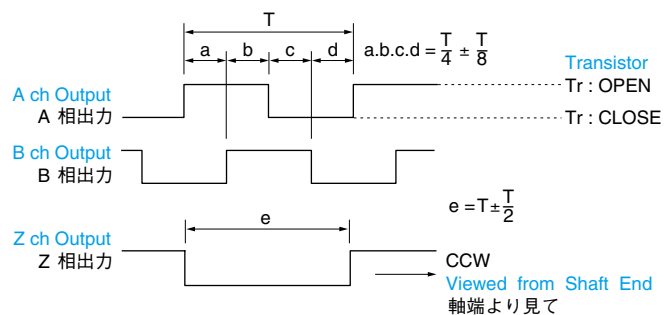 T
a b c d
a.b.c.d = T/4 ± T/8
Transistor
Tr : OPEN
Tr : CLOSE
A ch Output
A 相出力
B ch Output
B 相出力
e = T ± T/2
e
Z ch Output
Z 相出力
CCW
Viewed from Shaft End
軸端より見て